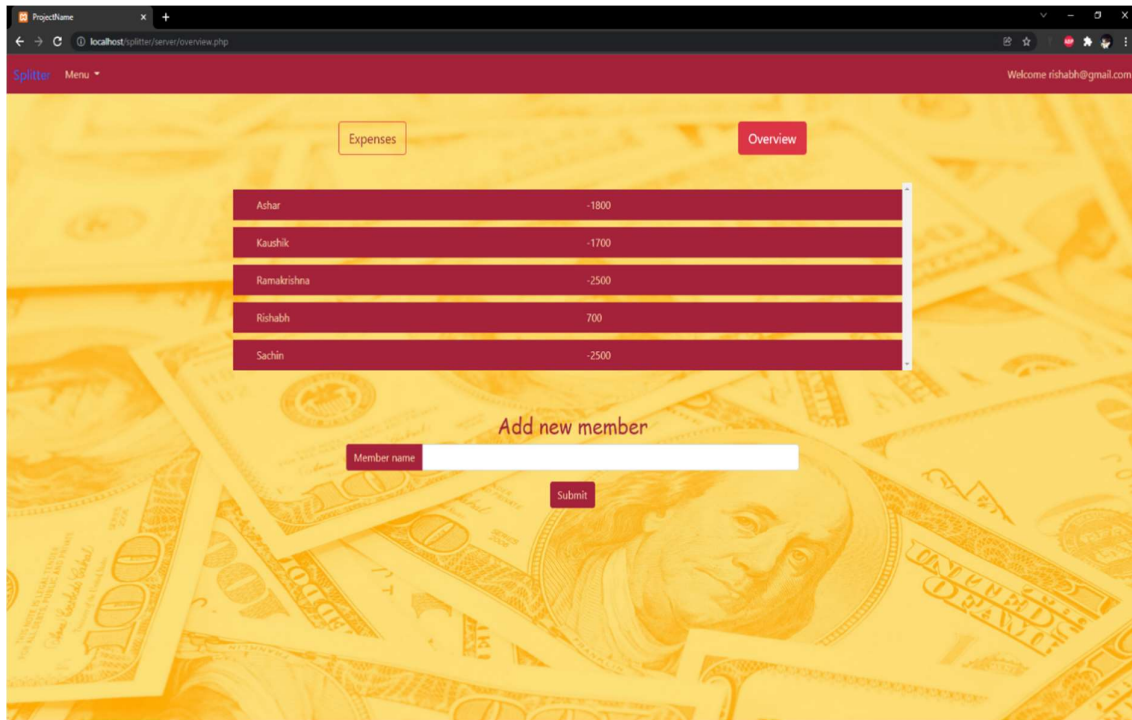 ProjectName
localhost/splitter/server/overview.php
Splitter Menu Welcome rishabh@gmail.com
Expenses Overview
Ashar -1800
Kaushik -1700
Ramakrishna -2500
Rishabh 700
Sachin -2500
Add new member
Member name
Submit
100